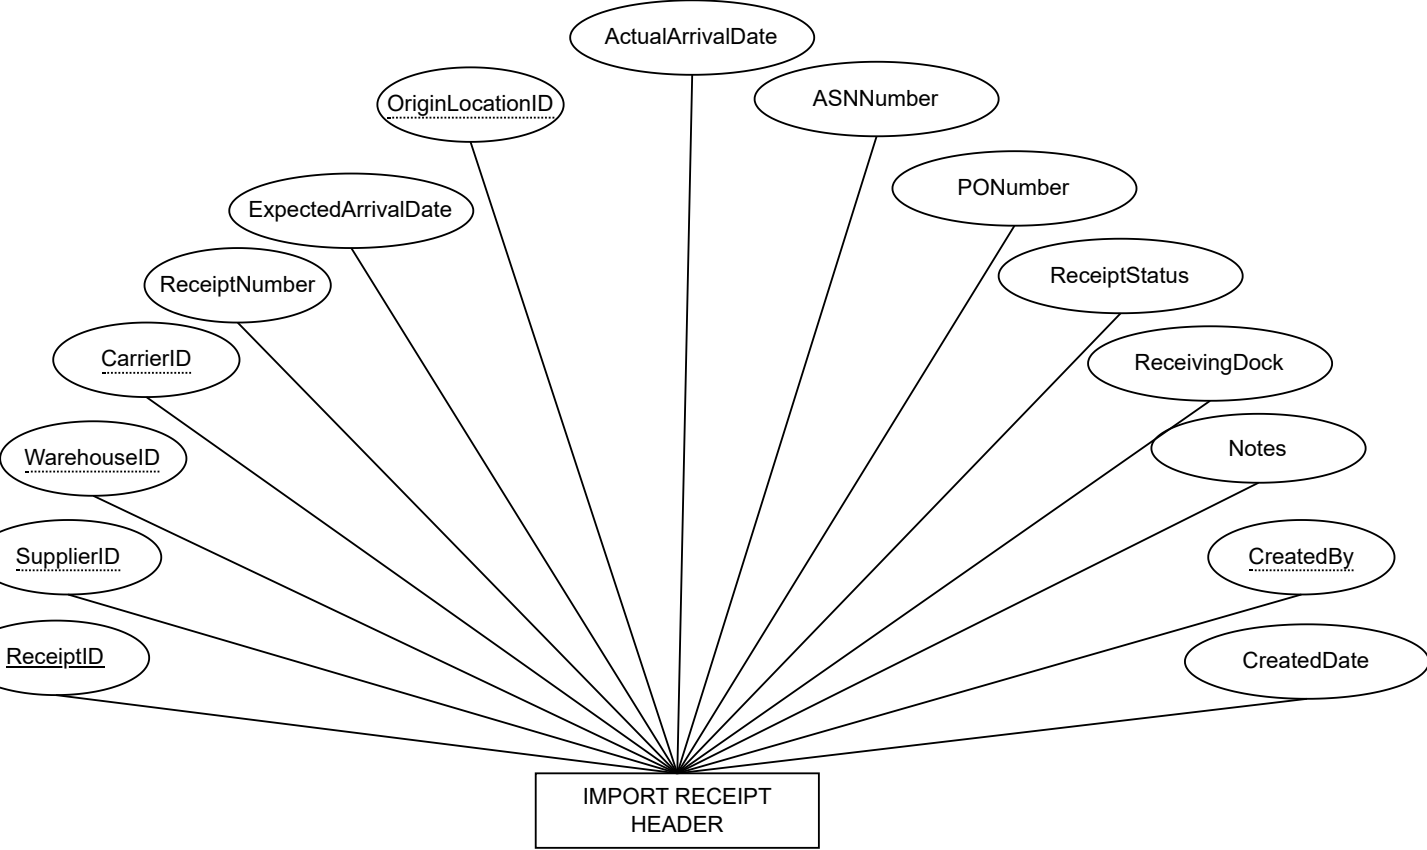 ActualArrivalDate
ASNNumber
OriginLocationID
PONumber
ExpectedArrivalDate
ReceiptStatus
ReceiptNumber
ReceivingDock
CarrierID
Notes
WarehouseID
SupplierID
CreatedBy
ReceiptID
CreatedDate
IMPORT RECEIPT
HEADER